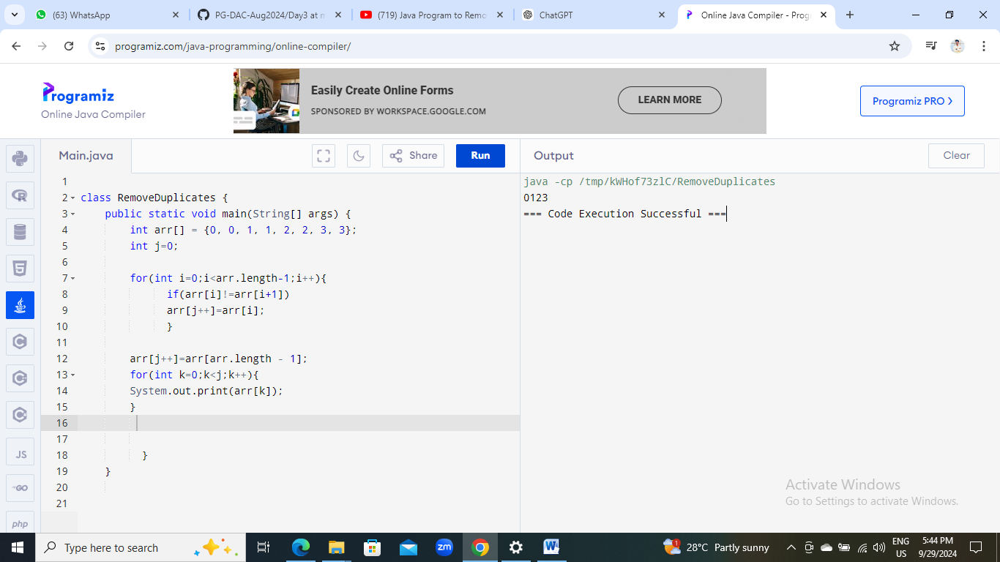 (63) WhatsApp
PG-DAC-Aug2024/Day3 at m
(719) Java Program to Remo
ChatGPT
Online Java Compiler - Prog
programiz.com/java-programming/online-compiler/
Programiz
Online Java Compiler
Easily Create Online Forms
SPONSORED BY WORKSPACE.GOOGLE.COM
LEARN MORE
Programiz PRO >
Main.java
Share
Run
Output
Clear
1
2 class RemoveDuplicates {
3 public static void main(String[] args) {
4 int arr[] = {0, 0, 1, 1, 2, 2, 3, 3};
5 int j=0;
6
7 for(int i=0;i<arr.length-1;i++){
8 if(arr[i]!=arr[i+1])
9 arr[j++]=arr[i];
10 }
11
12 arr[j++]=arr[arr.length - 1];
13 for(int k=0;k<j;k++){
14 System.out.print(arr[k]);
15 }
16
17
18 }
19 }
20
21
java -cp /tmp/kWHof73zlC/RemoveDuplicates
0123
=== Code Execution Successful ===
JS
GO
php
Activate Windows
Go to Settings to activate Windows.
Type here to search
zm
W
1
28°C Partly sunny
ENG
US
5:44 PM
9/29/2024